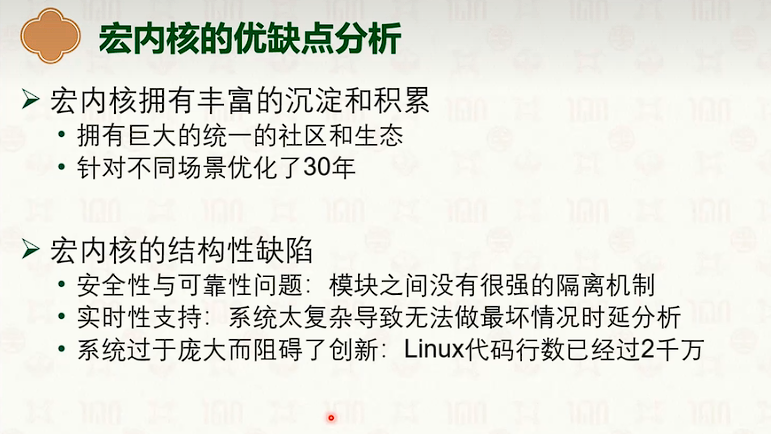 宏内核的优缺点分析
宏内核拥有丰富的沉淀和积累
• 拥有巨大的统一的社区和生态
• 针对不同场景优化了30年
宏内核的结构性缺陷
• 安全性与可靠性问题：模块之间没有很强的隔离机制
• 实时性支持：系统太复杂导致无法做最坏情况时延分析
• 系统过于庞大而阻碍了创新：Linux代码行数已经过2千万